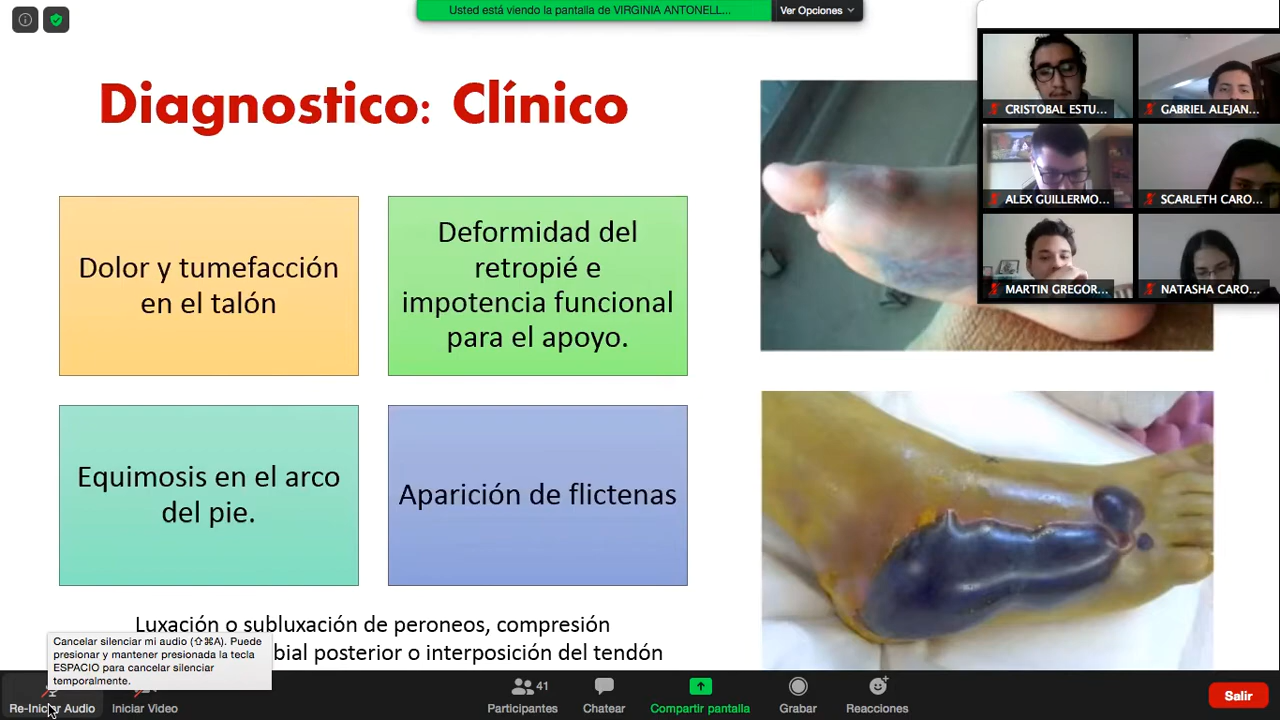 Usted está viendo la pantalla de VIRGINIA ANTONELL...
Ver Opciones
Diagnostico: Clínico
CRISTOBAL ESTU...
GABRIEL ALEJAN...
ALEX GUILLERMO...
SCARLETH CARO...
MARTIN GREGOR...
NATASHA CARO...
Dolor y tumefacción
en el talón
Deformidad del
retropié e
impotencia funcional
para el apoyo.
Equimosis en el arco
del pie.
Aparición de flictenas
Luxación o subluxación de peroneos, compresión
bial posterior o interposición del tendón
Cancelar silenciar mi audio (⇧⌘A). Puede
presionar y mantener presionada la tecla
ESPACIO para cancelar silenciar
temporalmente.
Re-Iniciar Audio
Iniciar Video
Participantes
41
Chatear
Compartir pantalla
Grabar
Reacciones
Salir